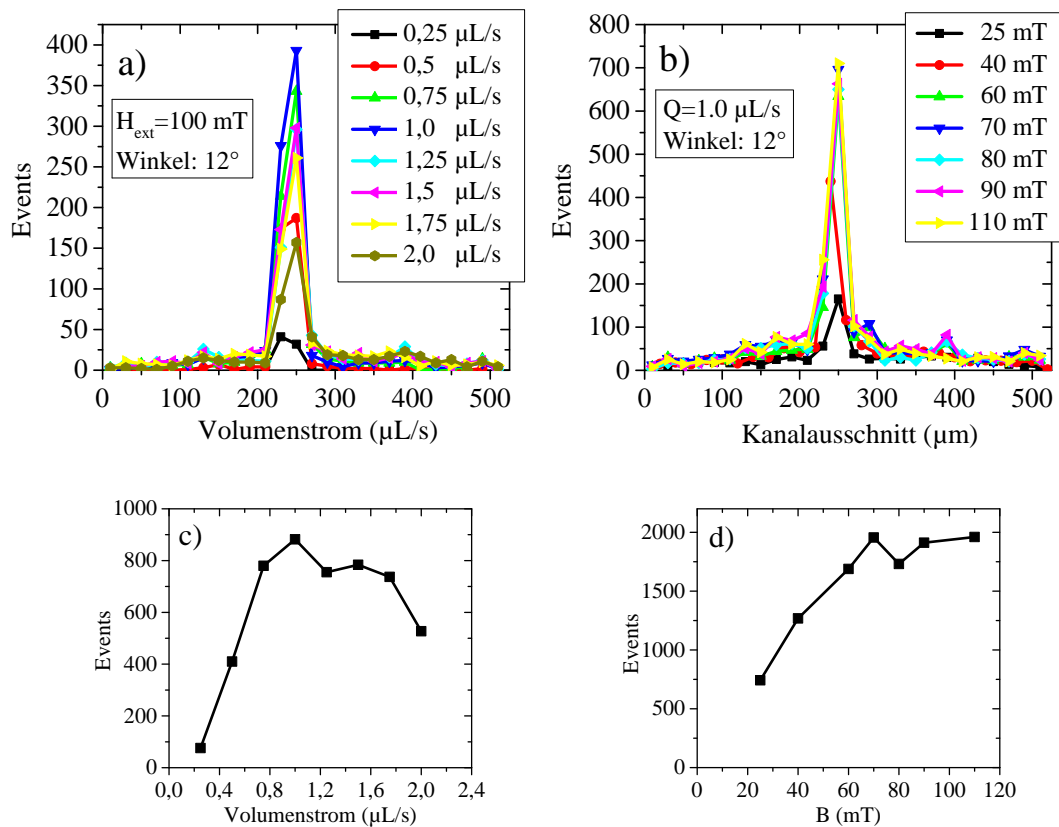 a)
H_ext=100 mT
Winkel: 12°
0,25 µL/s
0,5 µL/s
0,75 µL/s
1,0 µL/s
1,25 µL/s
1,5 µL/s
1,75 µL/s
2,0 µL/s
Events
400
350
300
250
200
150
100
50
0
0 100 200 300 400 500
Volumenstrom (µL/s)
b)
Q=1.0 µL/s
Winkel: 12°
25 mT
40 mT
60 mT
70 mT
80 mT
90 mT
110 mT
Events
800
700
600
500
400
300
200
100
0
0 100 200 300 400 500
Kanalausschnitt (µm)
c)
Events
1000
800
600
400
200
0
0,0 0,4 0,8 1,2 1,6 2,0 2,4
Volumenstrom (µL/s)
d)
Events
2000
1750
1500
1250
1000
750
500
250
0
0 20 40 60 80 100 120
B (mT)